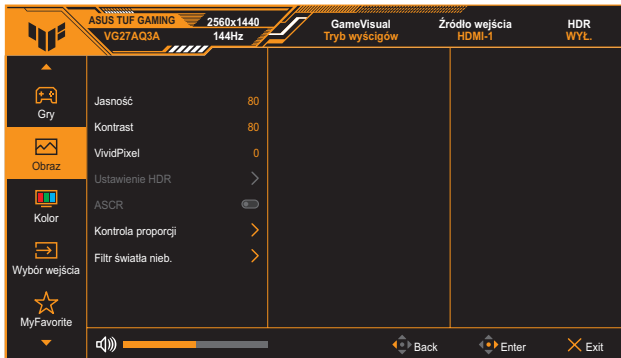 ASUS TUF GAMING 2560x1440
VG27AQ3A 144Hz
GameVisual
Tryb wyścigów
Źródło wejścia
HDMI-1
HDR
WYŁ.
Gry
Obraz
Kolor
Wybór wejścia
MyFavorite
Jasność 80
Kontrast 80
VividPixel 0
Ustawienie HDR
ASCR
Kontrola proporcji
Filtr światła nieb.
Back
Enter
Exit